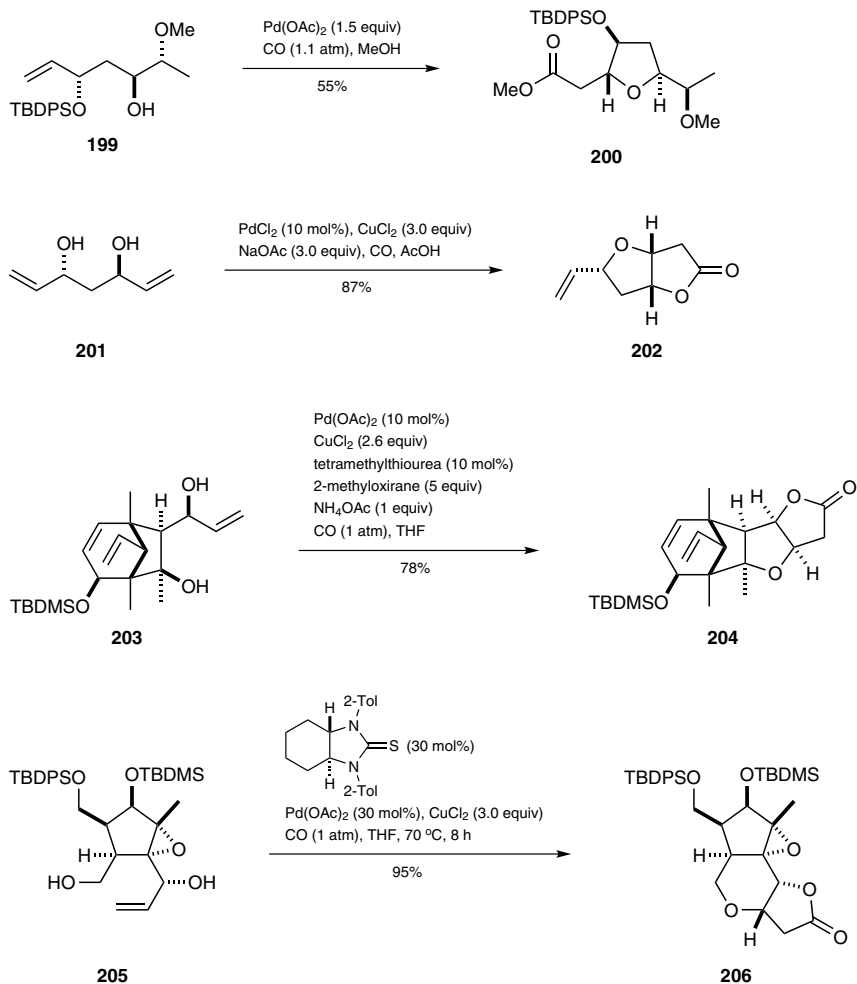 OMe
TBDPSO
OH
199
Pd(OAc)2 (1.5 equiv)
CO (1.1 atm), MeOH
55%
TBDPSO
O
MeO
H
O
H
OMe
200
OH OH
201
PdCl2 (10 mol%), CuCl2 (3.0 equiv)
NaOAc (3.0 equiv), CO, AcOH
87%
H
O
O
O
H
202
OH
H
OH
TBDMSO
203
Pd(OAc)2 (10 mol%)
CuCl2 (2.6 equiv)
tetramethylthiourea (10 mol%)
2-methyloxirane (5 equiv)
NH4OAc (1 equiv)
CO (1 atm), THF
78%
O
H H O
O
H
TBDMSO
204
TBDPSO OTBDMS
H
O
HO OH
205
2-Tol
H
N
S (30 mol%)
N
H
2-Tol
Pd(OAc)2 (30 mol%), CuCl2 (3.0 equiv)
CO (1 atm), THF, 70 ºC, 8 h
95%
TBDPSO OTBDMS
H
O
O
O
H
O
206